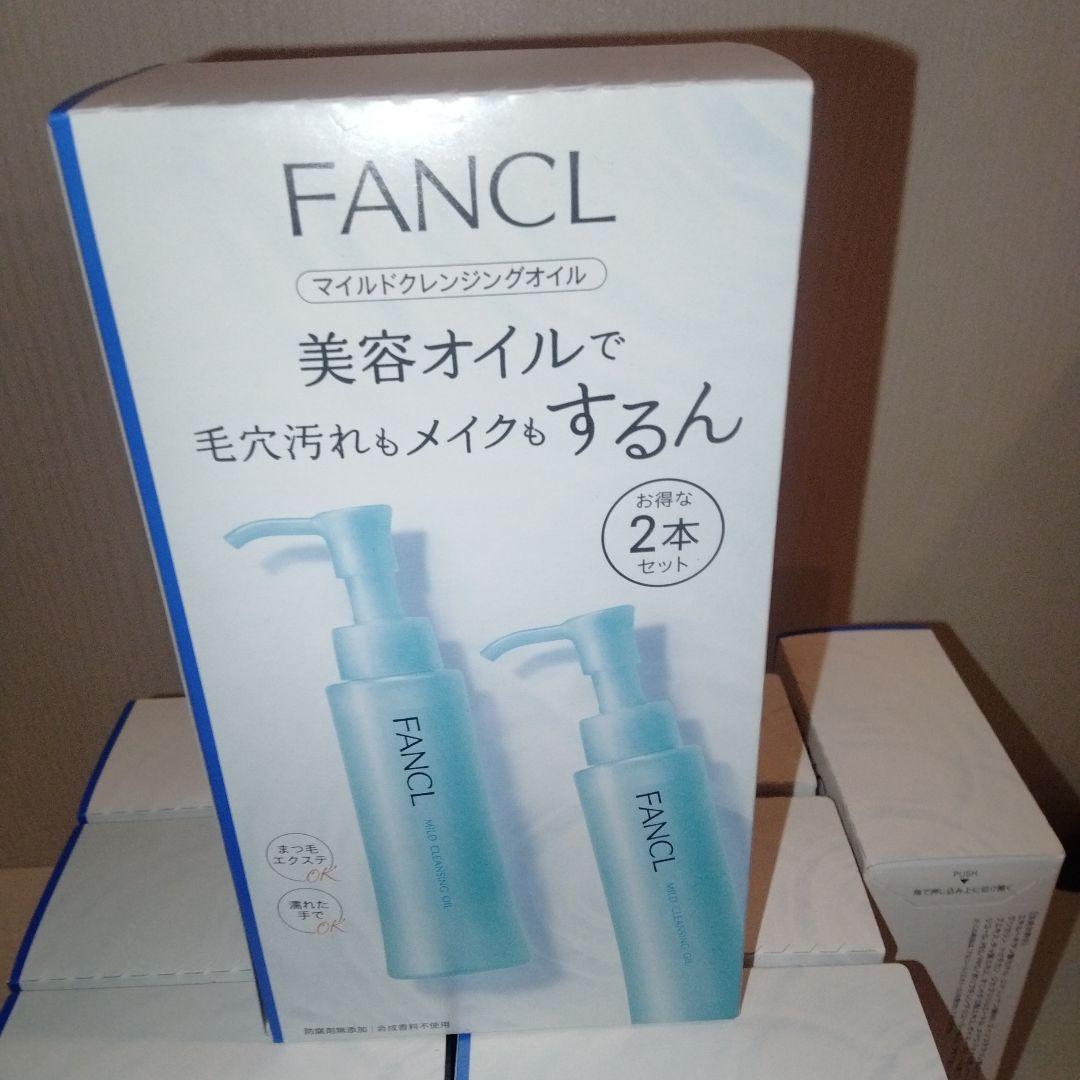 FANCL
マイルドクレンジングオイル
美容オイルで
毛穴汚れもメイクもするん
お得な
2本
セット
FANCL
MILD CLEANSING OIL
FANCL
MILD CLEANSING OIL
まつ毛
エクステ
OK
濡れた
手で
OK
防腐剤無添加｜合成香料不使用
PUSH